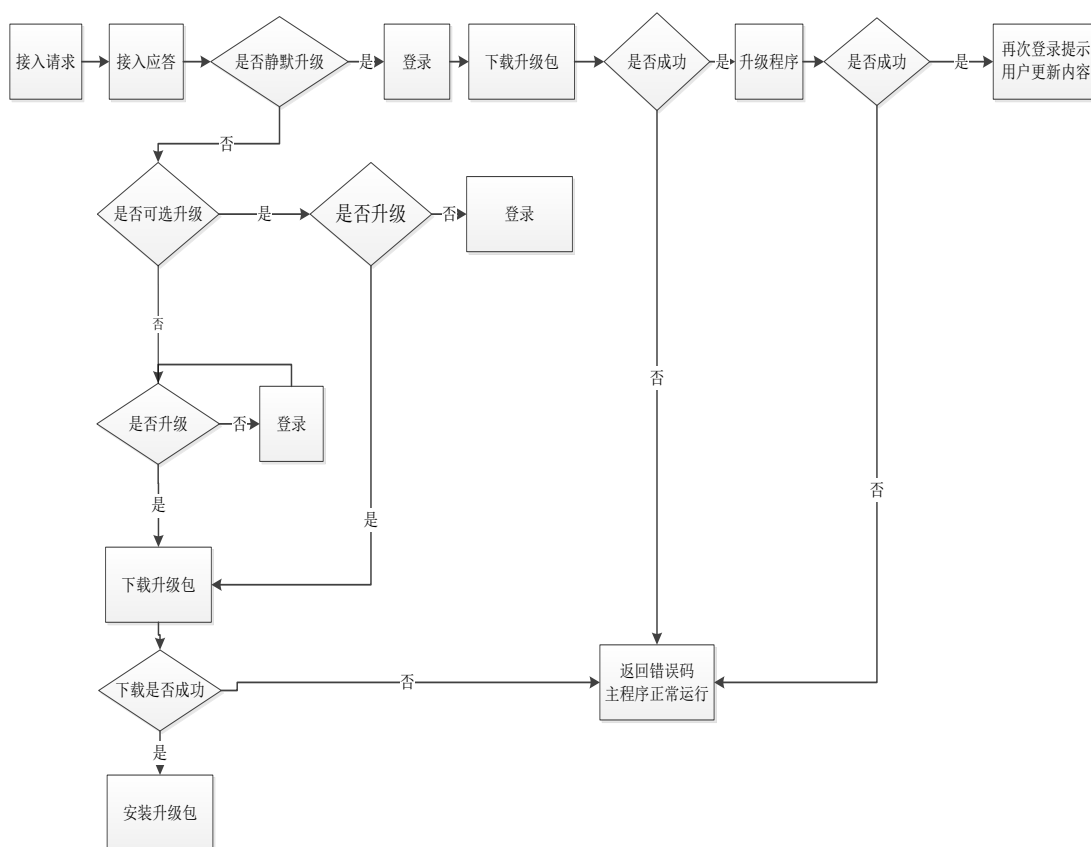 接入请求
接入应答
是否静默升级
是
登录
下载升级包
是否成功
是
升级程序
是否成功
是
再次登录提示
用户更新内容
否
是否可选升级
是
是否升级
否
登录
否
否
是否升级
否
登录
否
是
是
下载升级包
返回错误码
主程序正常运行
下载是否成功
否
是
安装升级包